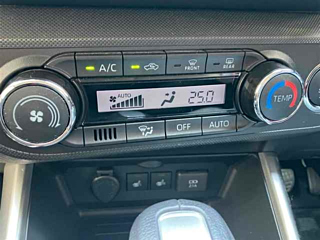 A/C FRONT REAR
AUTO
25.0
TEMP
OFF AUTO